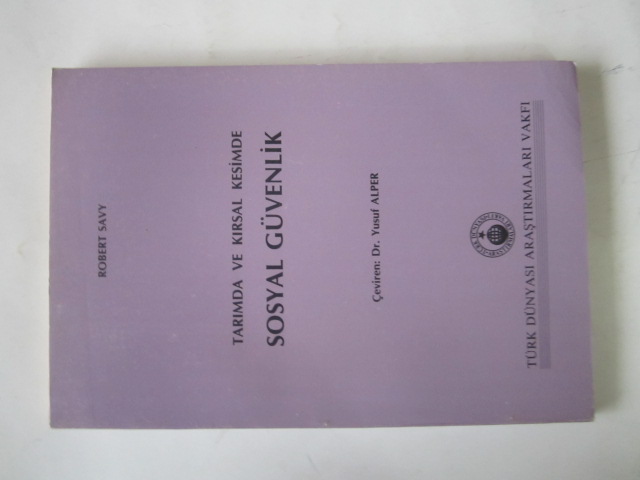 ROBERT SAVY
TARIMDA VE KIRSAL KESİMDE
SOSYAL GÜVENLİK
Çeviren: Dr. Yusuf ALPER
TÜRK DÜNYASI ARAŞTIRMALARI VAKFI